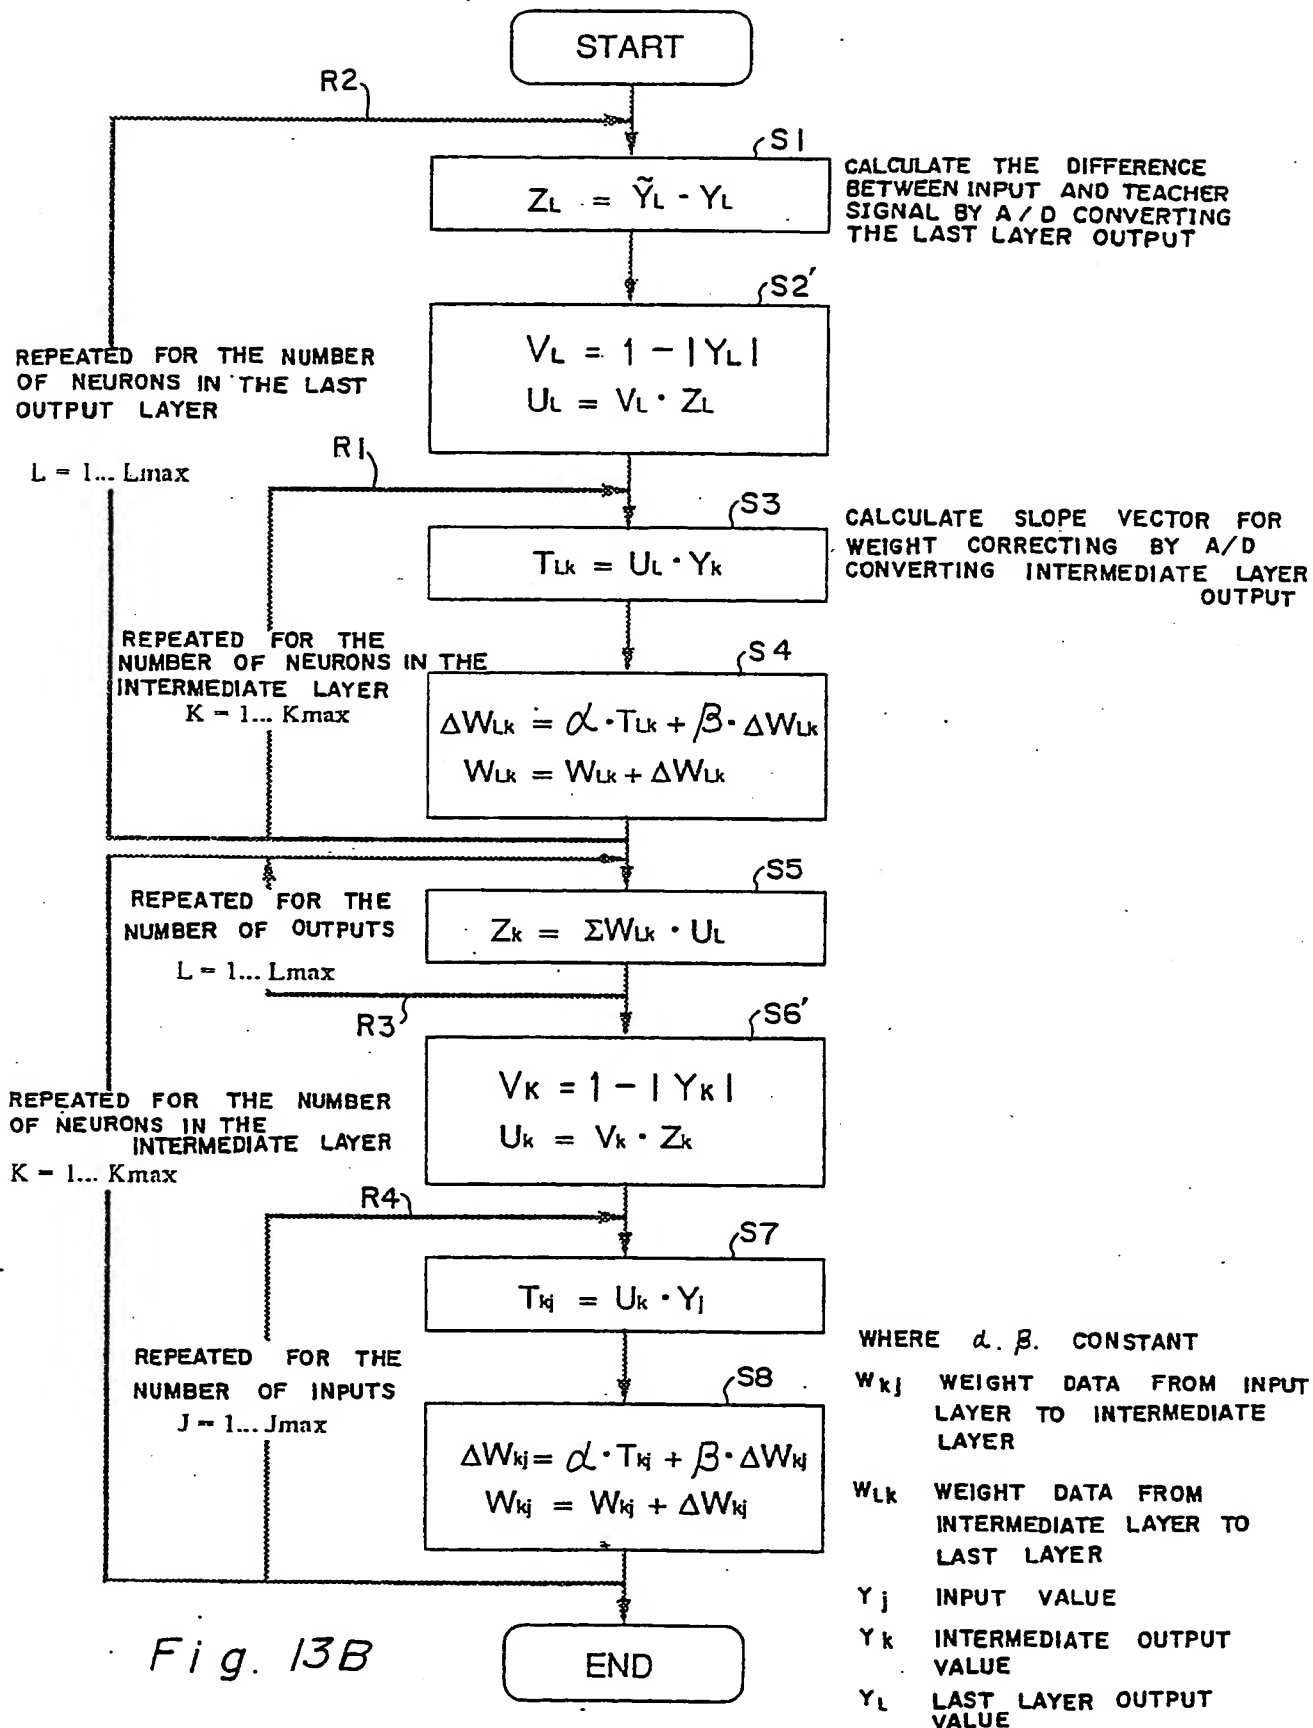 START
R2
S1
Z_L = Ỹ_L - Y_L
CALCULATE THE DIFFERENCE
BETWEEN INPUT AND TEACHER
SIGNAL BY A/D CONVERTING
THE LAST LAYER OUTPUT
S2'
V_L = 1 - |Y_L|
U_L = V_L · Z_L
REPEATED FOR THE NUMBER
OF NEURONS IN THE LAST
OUTPUT LAYER
L = 1... Lmax
R1
S3
T_Lk = U_L · Y_k
CALCULATE SLOPE VECTOR FOR
WEIGHT CORRECTING BY A/D
CONVERTING INTERMEDIATE LAYER
OUTPUT
REPEATED FOR THE
NUMBER OF NEURONS IN THE
INTERMEDIATE LAYER
K = 1... Kmax
S4
ΔW_Lk = α · T_Lk + β · ΔW_Lk
W_Lk = W_Lk + ΔW_Lk
S5
Z_k = ΣW_Lk · U_L
REPEATED FOR THE
NUMBER OF OUTPUTS
L = 1... Lmax
R3
S6'
V_K = 1 - |Y_K|
U_k = V_k · Z_k
REPEATED FOR THE NUMBER
OF NEURONS IN THE
INTERMEDIATE LAYER
K = 1... Kmax
R4
S7
T_kj = U_k · Y_j
REPEATED FOR THE
NUMBER OF INPUTS
J = 1... Jmax
S8
ΔW_kj = α · T_kj + β · ΔW_kj
W_kj = W_kj + ΔW_kj
END
WHERE α. β. CONSTANT
W_kj WEIGHT DATA FROM INPUT
LAYER TO INTERMEDIATE
LAYER
W_Lk WEIGHT DATA FROM
INTERMEDIATE LAYER TO
LAST LAYER
Y_j INPUT VALUE
Y_k INTERMEDIATE OUTPUT
VALUE
Y_L LAST LAYER OUTPUT
VALUE
Fig. 13B